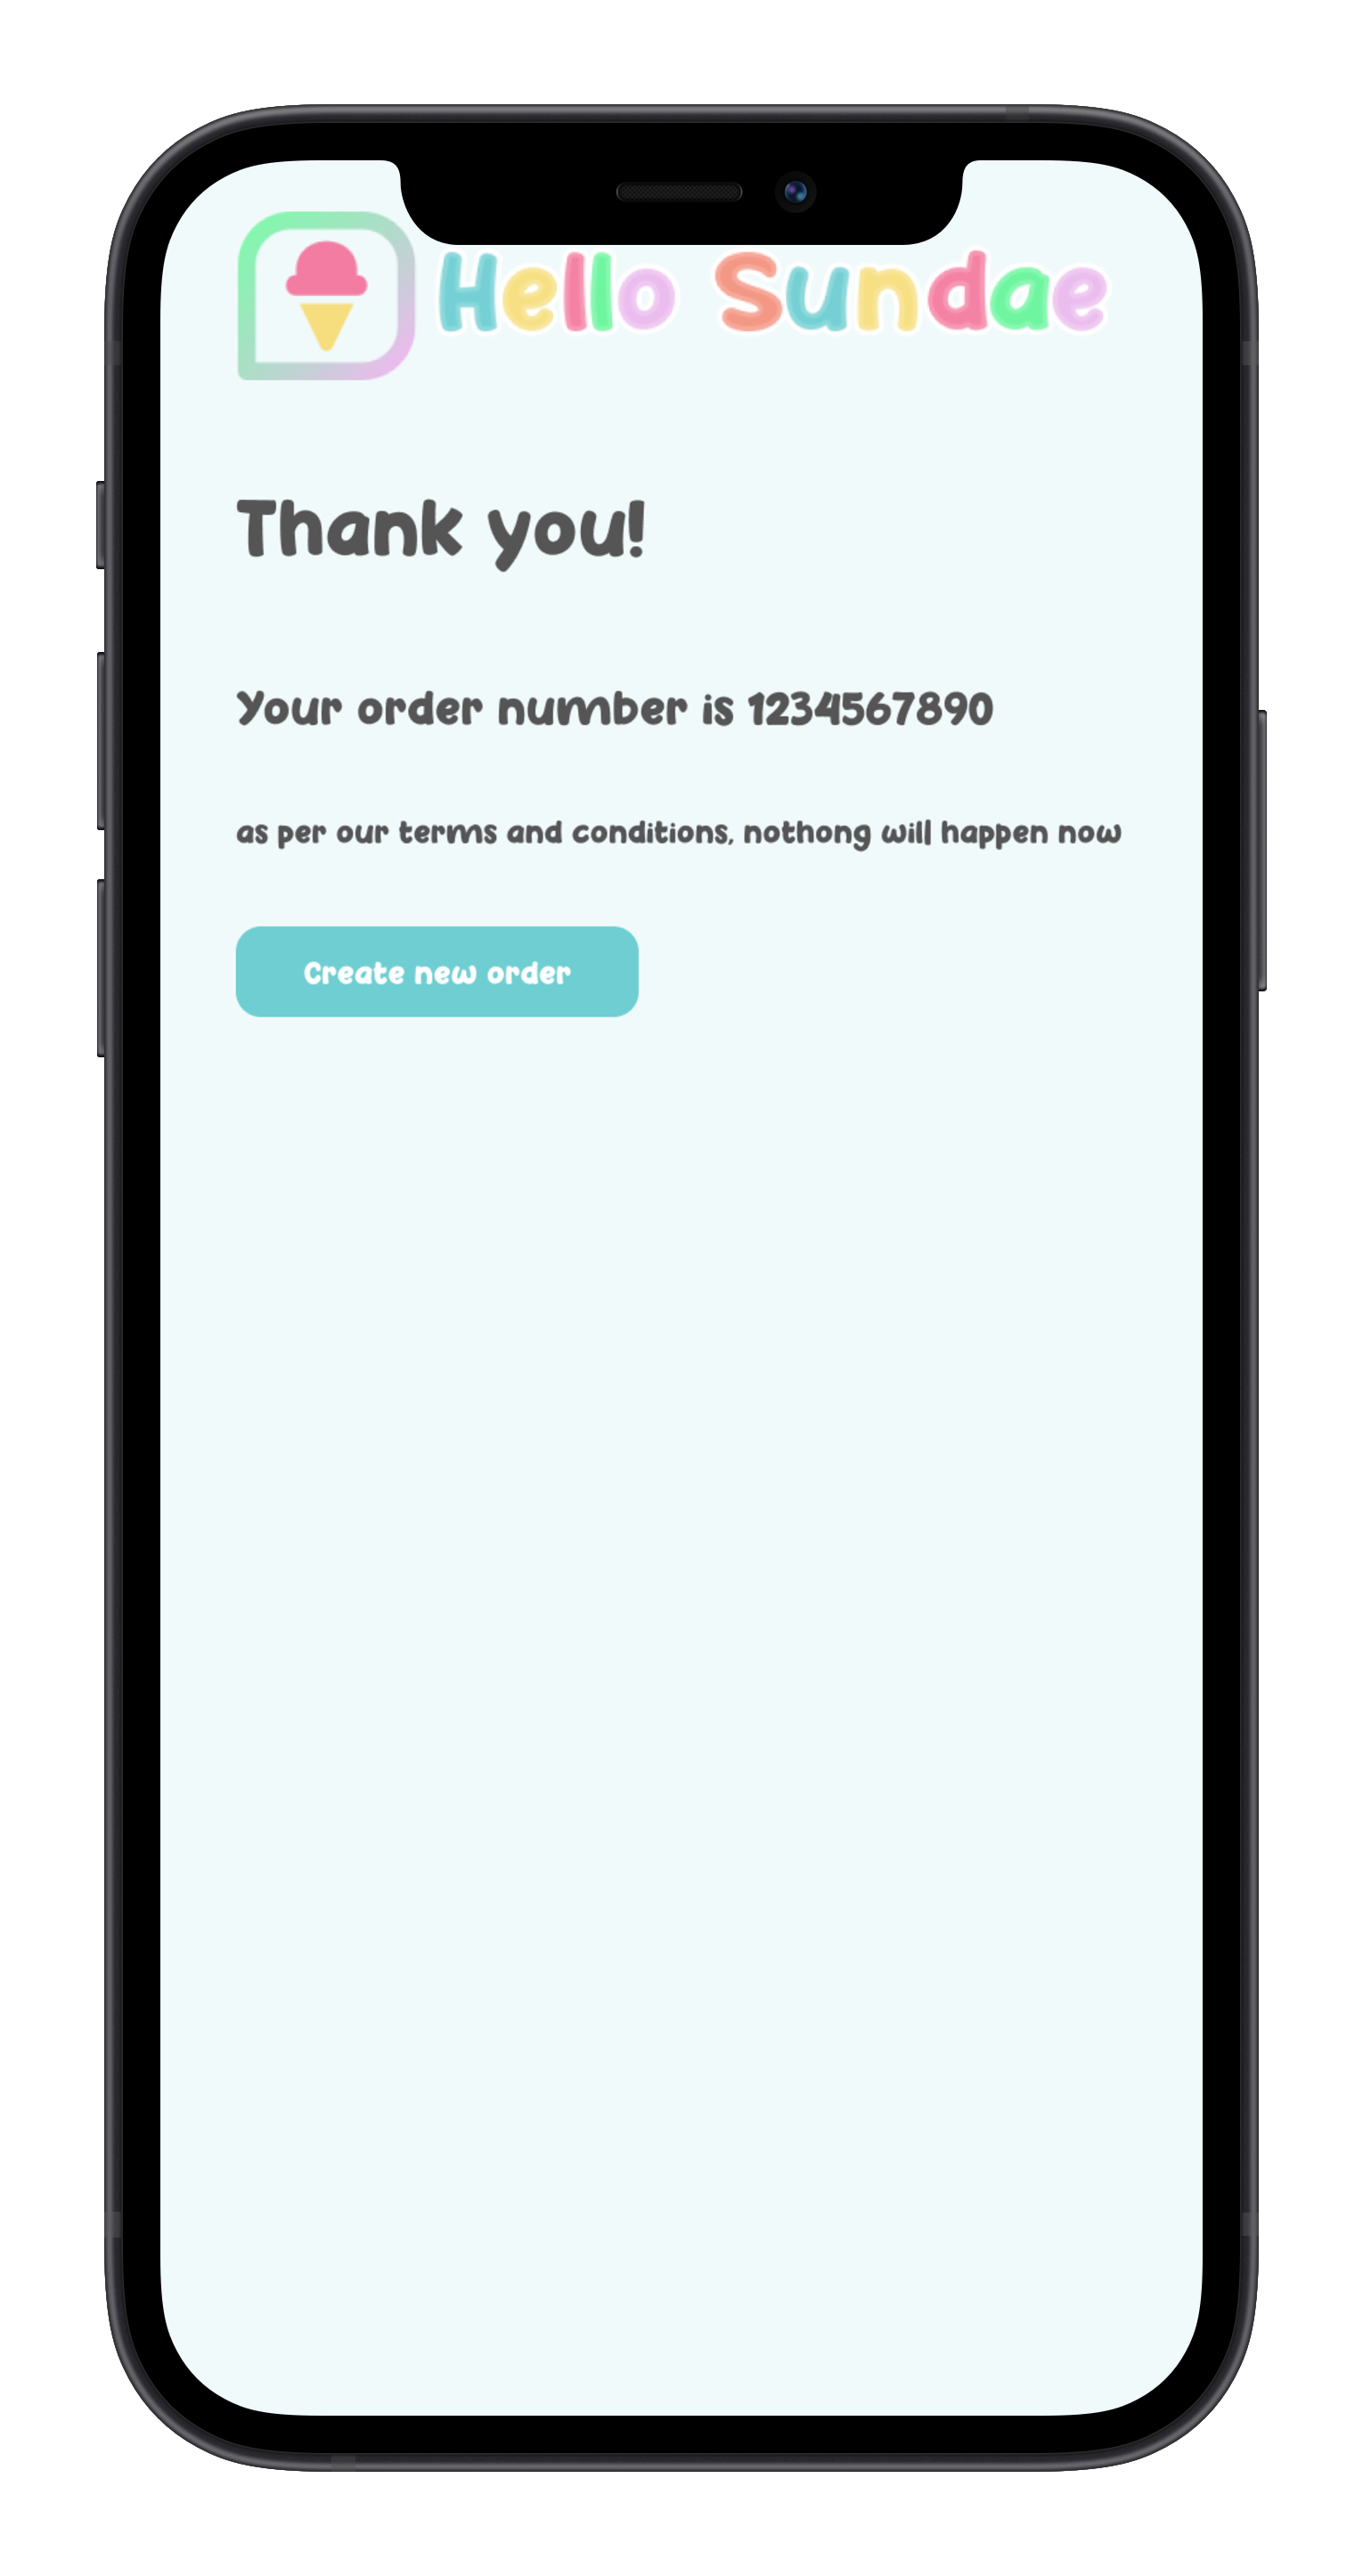 Hello Sundae
Thank you!
Your order number is 1234567890
as per our terms and conditions, nothong will happen now
Create new order